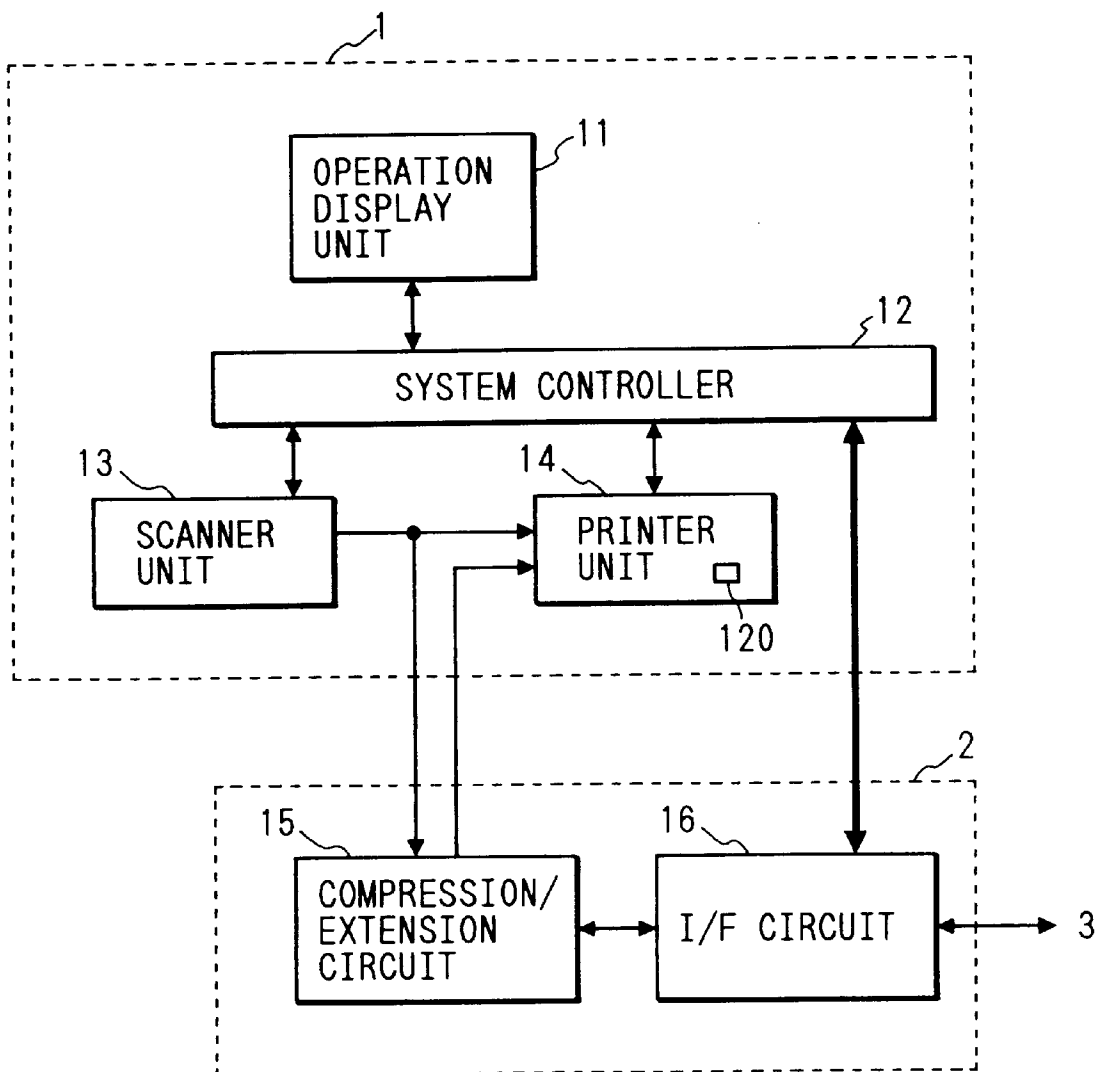 1
11
OPERATION
DISPLAY
UNIT
12
SYSTEM CONTROLLER
13
SCANNER
UNIT
14
PRINTER
UNIT
120
2
15
COMPRESSION/
EXTENSION
CIRCUIT
16
I/F CIRCUIT
3